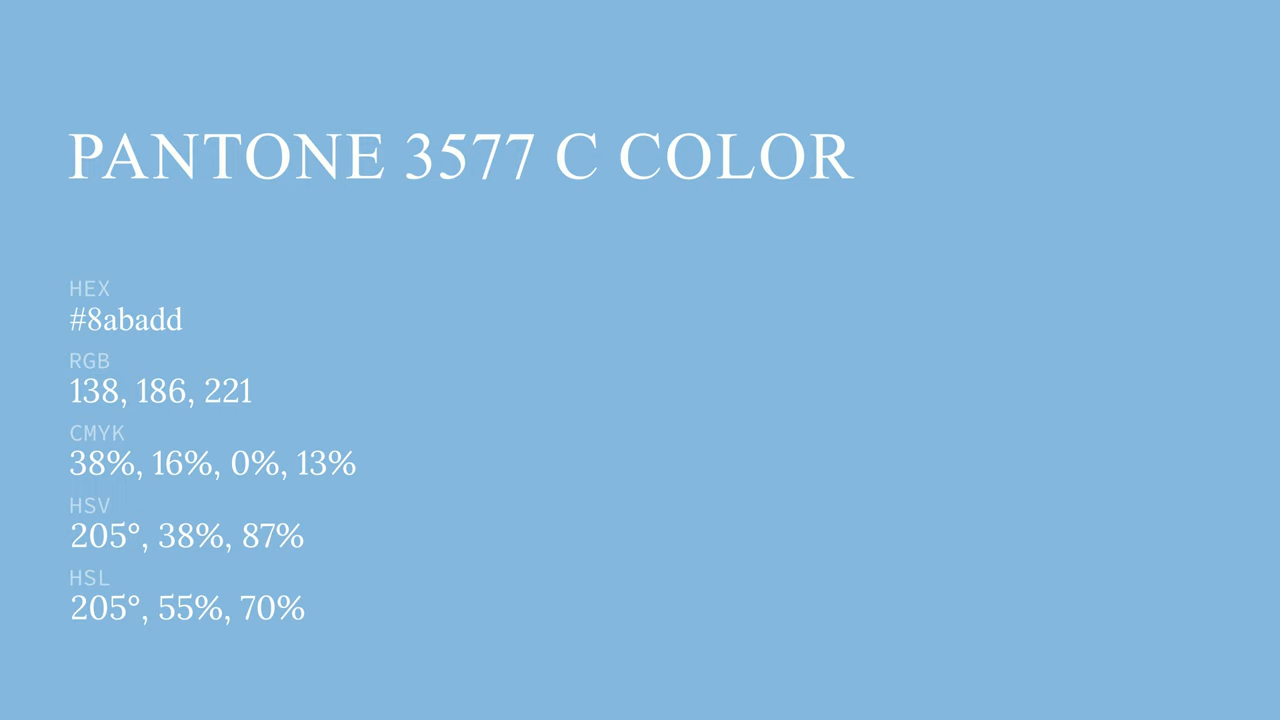 PANTONE 3577 C COLOR
HEX
#8abadd
RGB
138, 186, 221
CMYK
38%, 16%, 0%, 13%
HSV
205°, 38%, 87%
HSL
205°, 55%, 70%